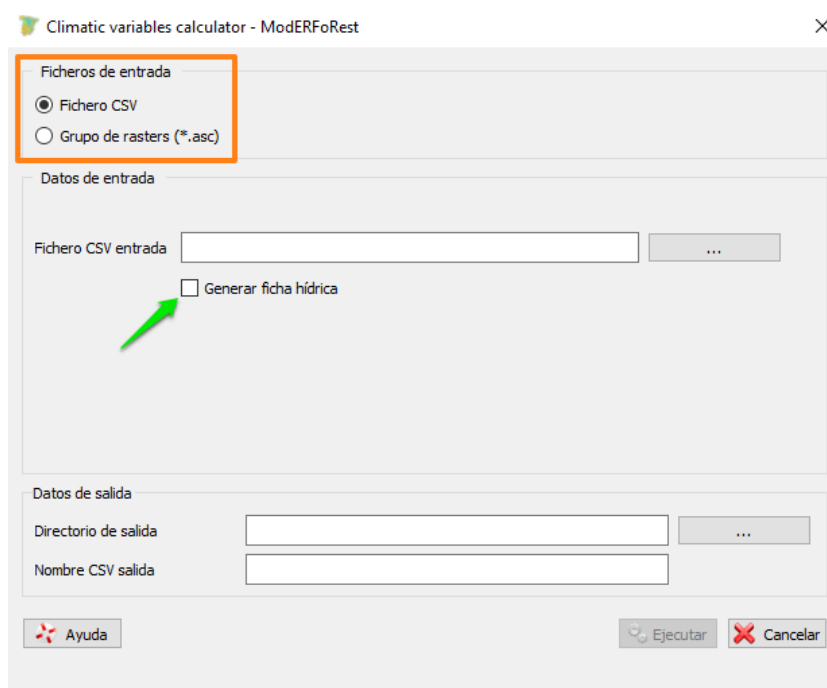 Climatic variables calculator - ModERFoRest
Ficheros de entrada
Fichero CSV
Grupo de rasters (*.asc)
Datos de entrada
Fichero CSV entrada
...
Generar ficha hídrica
Datos de salida
Directorio de salida
...
Nombre CSV salida
Ayuda
Ejecutar
Cancelar